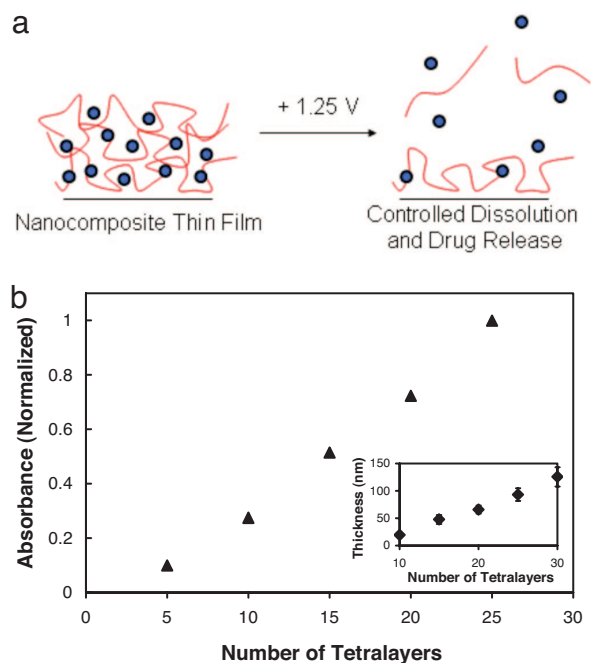 a
+ 1.25 V
Nanocomposite Thin Film
Controlled Dissolution
and Drug Release
b
Absorbance (Normalized)
1
0.8
0.6
0.4
0.2
0
0
5
10
15
20
25
30
Number of Tetralayers
Thickness (nm)
150
100
50
0
10
20
30
Number of Tetralayers